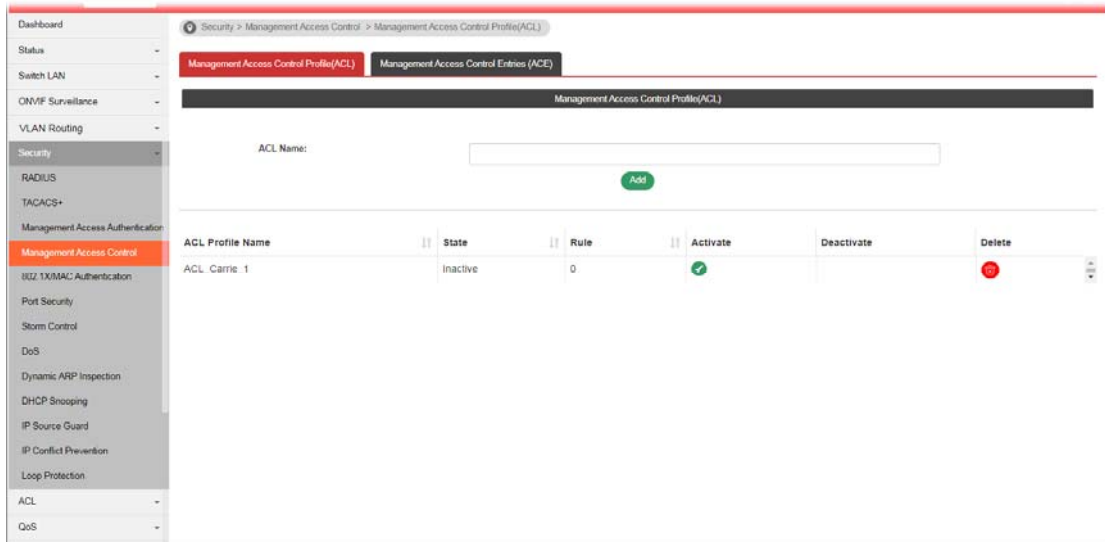 Dashboard
Status
Switch LAN
ONVIF Surveillance
VLAN Routing
Security
RADIUS
TACACS+
Management Access Authentication
Management Access Control
802.1X/MAC Authentication
Port Security
Storm Control
DoS
Dynamic ARP Inspection
DHCP Snooping
IP Source Guard
IP Conflict Prevention
Loop Protection
ACL
QoS
Security > Management Access Control > Management Access Control Profile(ACL)
Management Access Control Profile(ACL) Management Access Control Entries (ACE)
Management Access Control Profile(ACL)
ACL Name:
Add
ACL Profile Name State Rule Activate Deactivate Delete
ACL_Carrie_1 Inactive 0